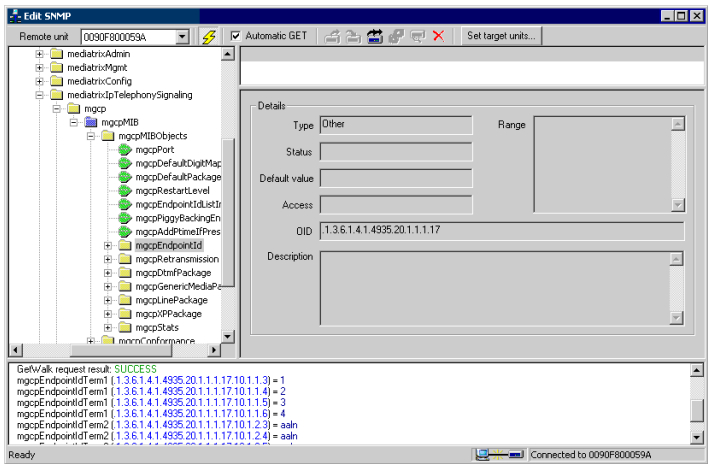 Edit SNMP
Remote unit 0090F800059A Automatic GET Set target units...
mediatrixAdmin
mediatrixMgmt
mediatrixConfig
mediatrixIpTelephonySignaling
mgcp
mgcpMIB
mgcpMIBObjects
mgcpPort
mgcpDefaultDigitMap
mgcpDefaultPackage
mgcpRestartLevel
mgcpEndpointIdListIr
mgcpPiggyBackingEn
mgcpAddPtimeIfPres
mgcpEndpointId
mgcpRetransmission
mgcpDtmfPackage
mgcpGenericMediaPa
mgcpLinePackage
mgcpXPPackage
mgcpStats
mgcpConformance
Details
Type Other Range
Status
Default value
Access
OID .1.3.6.1.4.1.4935.20.1.1.1.17
Description
GetWalk request result: SUCCESS
mgcpEndpointIdTerm1 (.1.3.6.1.4.1.4935.20.1.1.1.17.10.1.1.3) = 1
mgcpEndpointIdTerm1 (.1.3.6.1.4.1.4935.20.1.1.1.17.10.1.1.4) = 2
mgcpEndpointIdTerm1 (.1.3.6.1.4.1.4935.20.1.1.1.17.10.1.1.5) = 3
mgcpEndpointIdTerm1 (.1.3.6.1.4.1.4935.20.1.1.1.17.10.1.1.6) = 4
mgcpEndpointIdTerm2 (.1.3.6.1.4.1.4935.20.1.1.1.17.10.1.2.3) = aaln
mgcpEndpointIdTerm2 (.1.3.6.1.4.1.4935.20.1.1.1.17.10.1.2.4) = aaln
Ready Connected to 0090F800059A